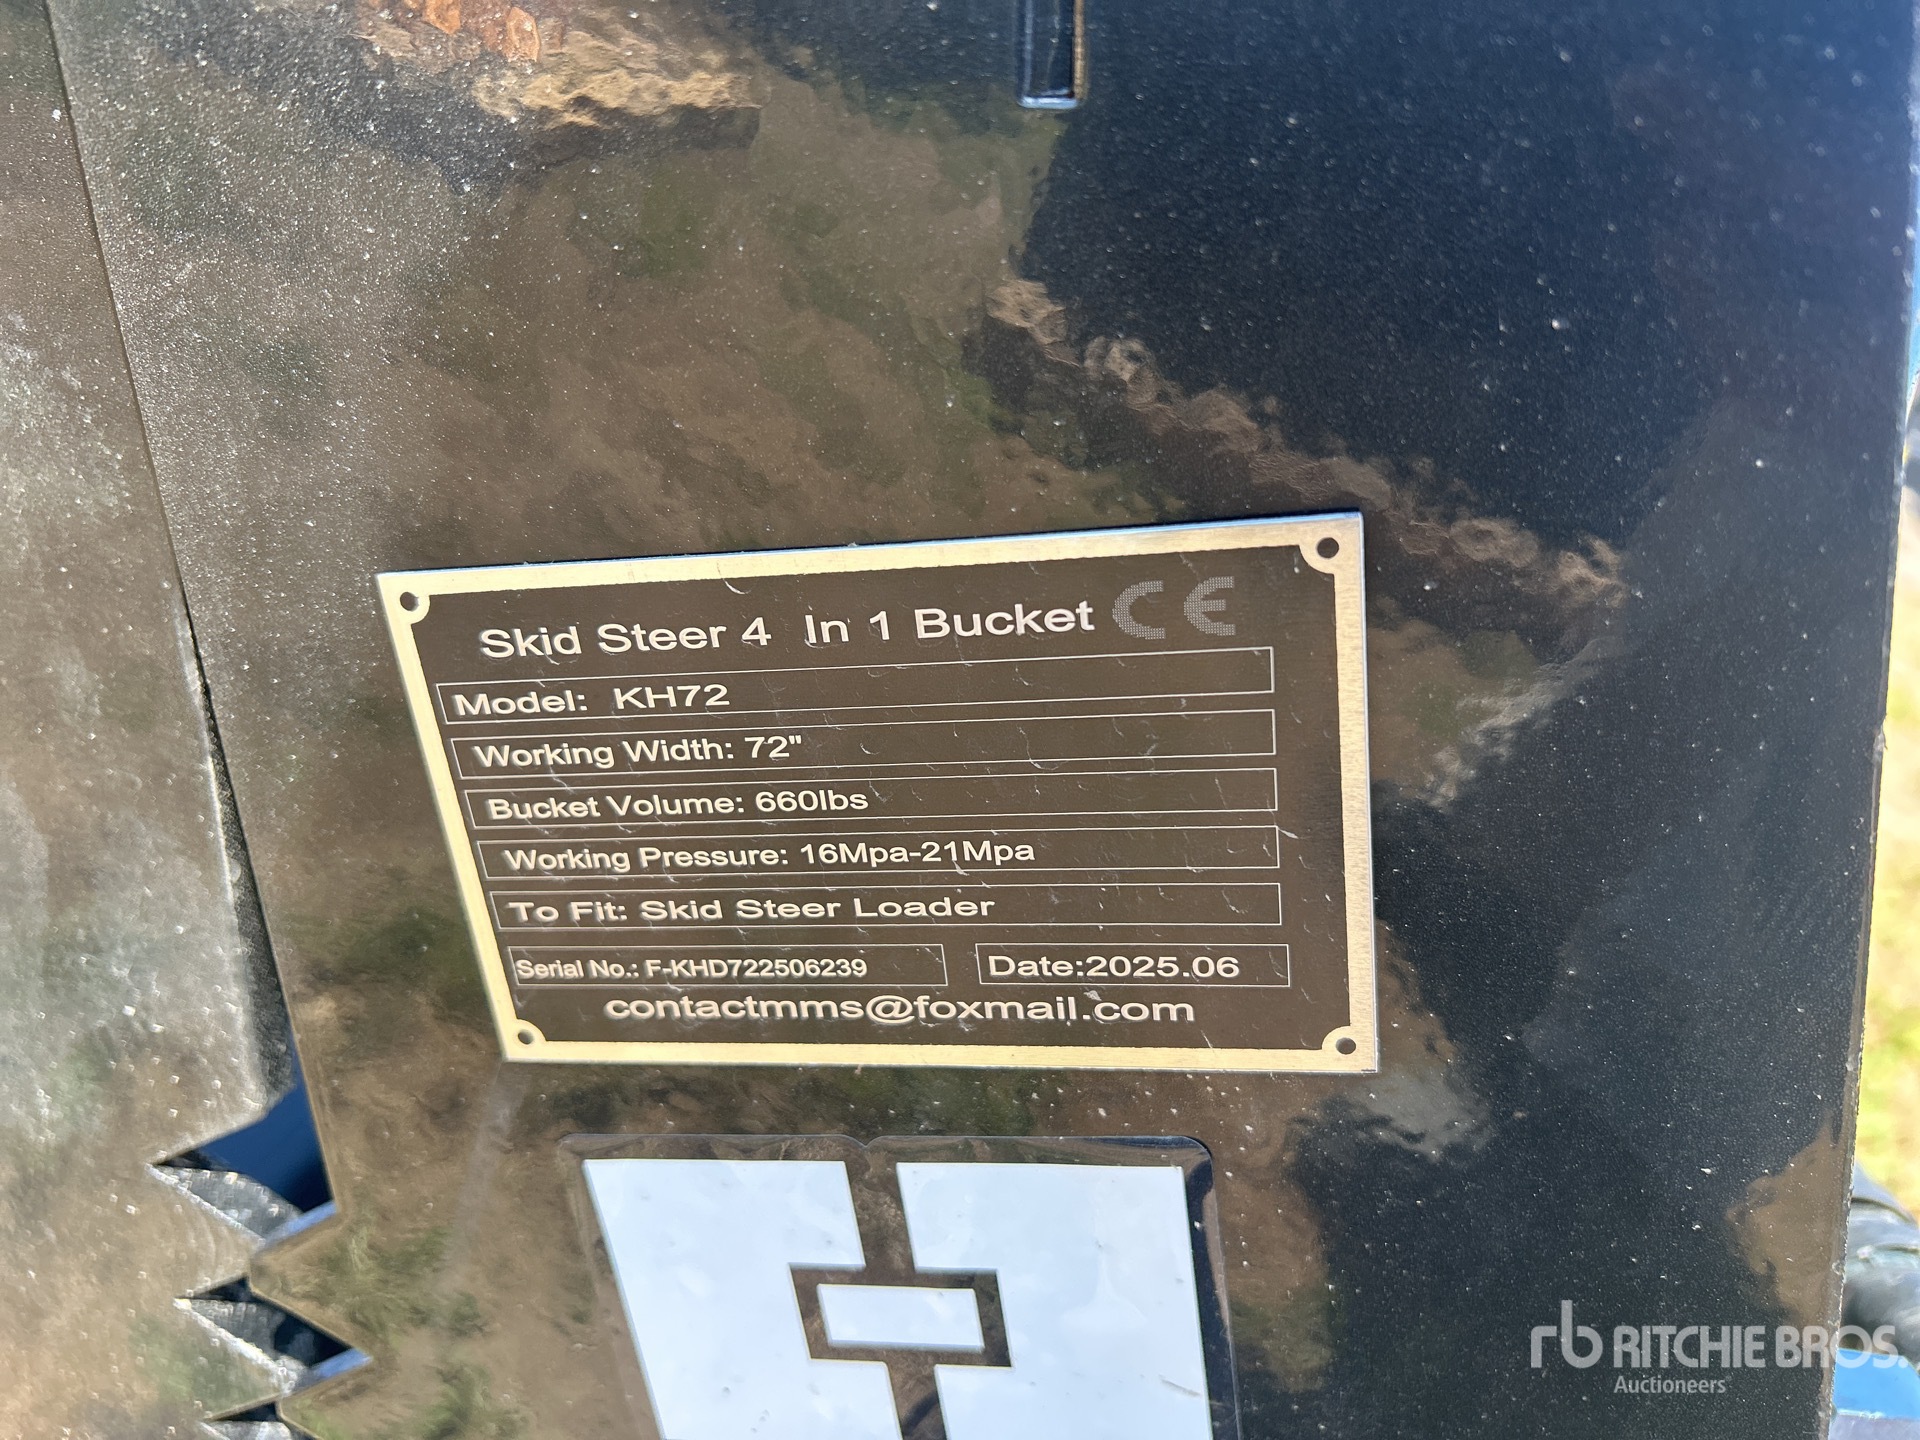 Skid Steer 4 In 1 Bucket CE
Model: KH72
Working Width: 72"
Bucket Volume: 660lbs
Working Pressure: 16Mpa-21Mpa
To Fit: Skid Steer Loader
Serial No.: F-KHD722506239 Date:2025.06
contactmms@foxmail.com
rb RITCHIE BROS.
Auctioneers